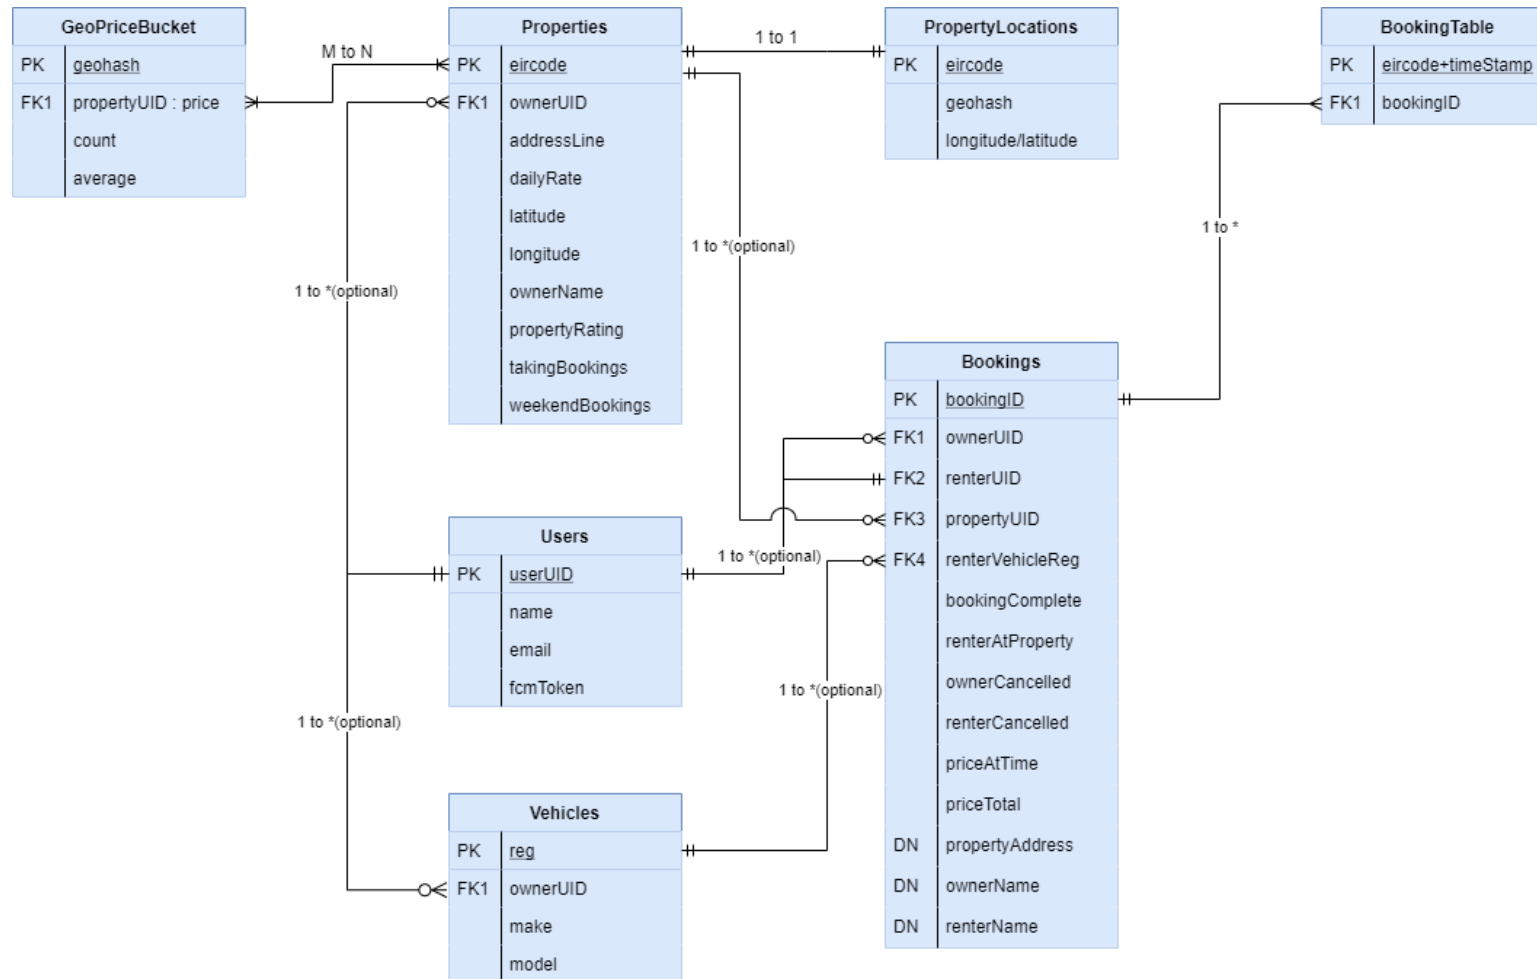 GeoPriceBucket
PK geohash
FK1 propertyUID : price
count
average
M to N
Properties
PK eircode
FK1 ownerUID
addressLine
dailyRate
latitude
longitude
ownerName
propertyRating
takingBookings
weekendBookings
1 to 1
PropertyLocations
PK eircode
geohash
longitude/latitude
BookingTable
PK eircode+timeStamp
FK1 bookingID
1 to *
1 to *(optional)
1 to *(optional)
Bookings
PK bookingID
FK1 ownerUID
FK2 renterUID
FK3 propertyUID
FK4 renterVehicleReg
bookingComplete
renterAtProperty
ownerCancelled
renterCancelled
priceAtTime
priceTotal
DN propertyAddress
DN ownerName
DN renterName
Users
PK userUID
name
email
fcmToken
1 to *(optional)
1 to *(optional)
1 to *(optional)
Vehicles
PK reg
FK1 ownerUID
make
model